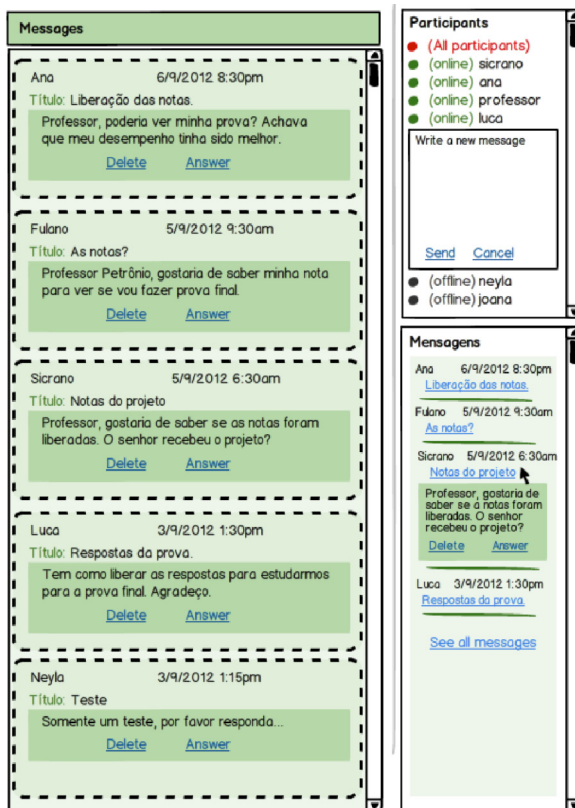 Messages
Ana 6/9/2012 8:30pm
Título: Liberação das notas.
Professor, poderia ver minha prova? Achava
que meu desempenho tinha sido melhor.
Delete Answer
Fulano 5/9/2012 9:30am
Título: As notas?
Professor Petrônio, gostaria de saber minha nota
para ver se vou fazer prova final.
Delete Answer
Sicrano 5/9/2012 6:30am
Título: Notas do projeto
Professor, gostaria de saber se as notas foram
liberadas. O senhor recebeu o projeto?
Delete Answer
Luca 3/9/2012 1:30pm
Título: Respostas da prova.
Tem como liberar as respostas para estudarmos
para a prova final. Agradeço.
Delete Answer
Neyla 3/9/2012 1:15pm
Título: Teste
Somente um teste, por favor responda...
Delete Answer
Participants
(All participants)
(online) sicrano
(online) ana
(online) professor
(online) luca
Write a new message
Send Cancel
(offline) neyla
(offline) joana
Mensagens
Ana 6/9/2012 8:30pm
Liberação das notas.
Fulano 5/9/2012 9:30am
As notas?
Sicrano 5/9/2012 6:30am
Notas do projeto
Professor, gostaria de
saber se a notas foram
liberadas. O senhor
recebeu o projeto?
Delete Answer
Luca 3/9/2012 1:30pm
Respostas da prova.
See all messages